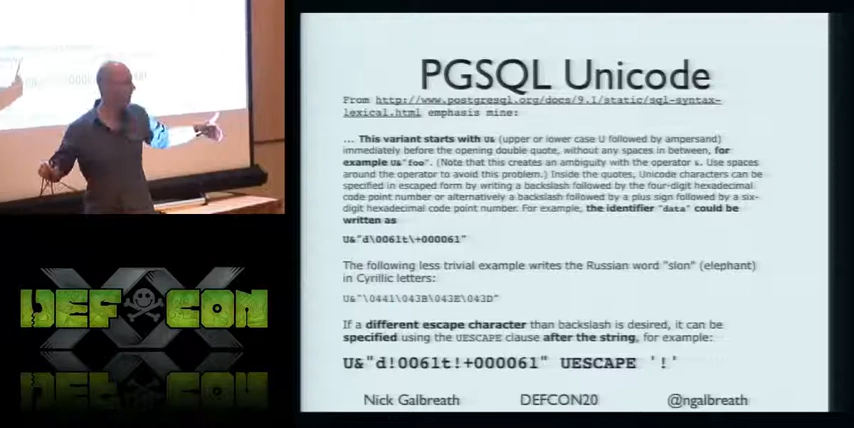 PGSQL Unicode
From http://www.postgresql.org/docs/9.1/static/sql-syntax-
lexical.html emphasis mine:
... This variant starts with U& (upper or lower case U followed by ampersand)
immediately before the opening double quote, without any spaces in between, for
example U&"foo". (Note that this creates an ambiguity with the operator &. Use spaces
around the operator to avoid this problem.) Inside the quotes, Unicode characters can be
specified in escaped form by writing a backslash followed by the four-digit hexadecimal
code point number or alternatively a backslash followed by a plus sign followed by a six-
digit hexadecimal code point number. For example, the identifier "data" could be
written as
U&"d\0061t\+000061"
The following less trivial example writes the Russian word "slon" (elephant)
in Cyrillic letters:
U&"\0441\043B\043E\043D"
If a different escape character than backslash is desired, it can be
specified using the UESCAPE clause after the string, for example:
U&"d!0061t!+000061" UESCAPE '!'
Nick Galbreath DEFCON20 @ngalbreath
XX
DEF CON